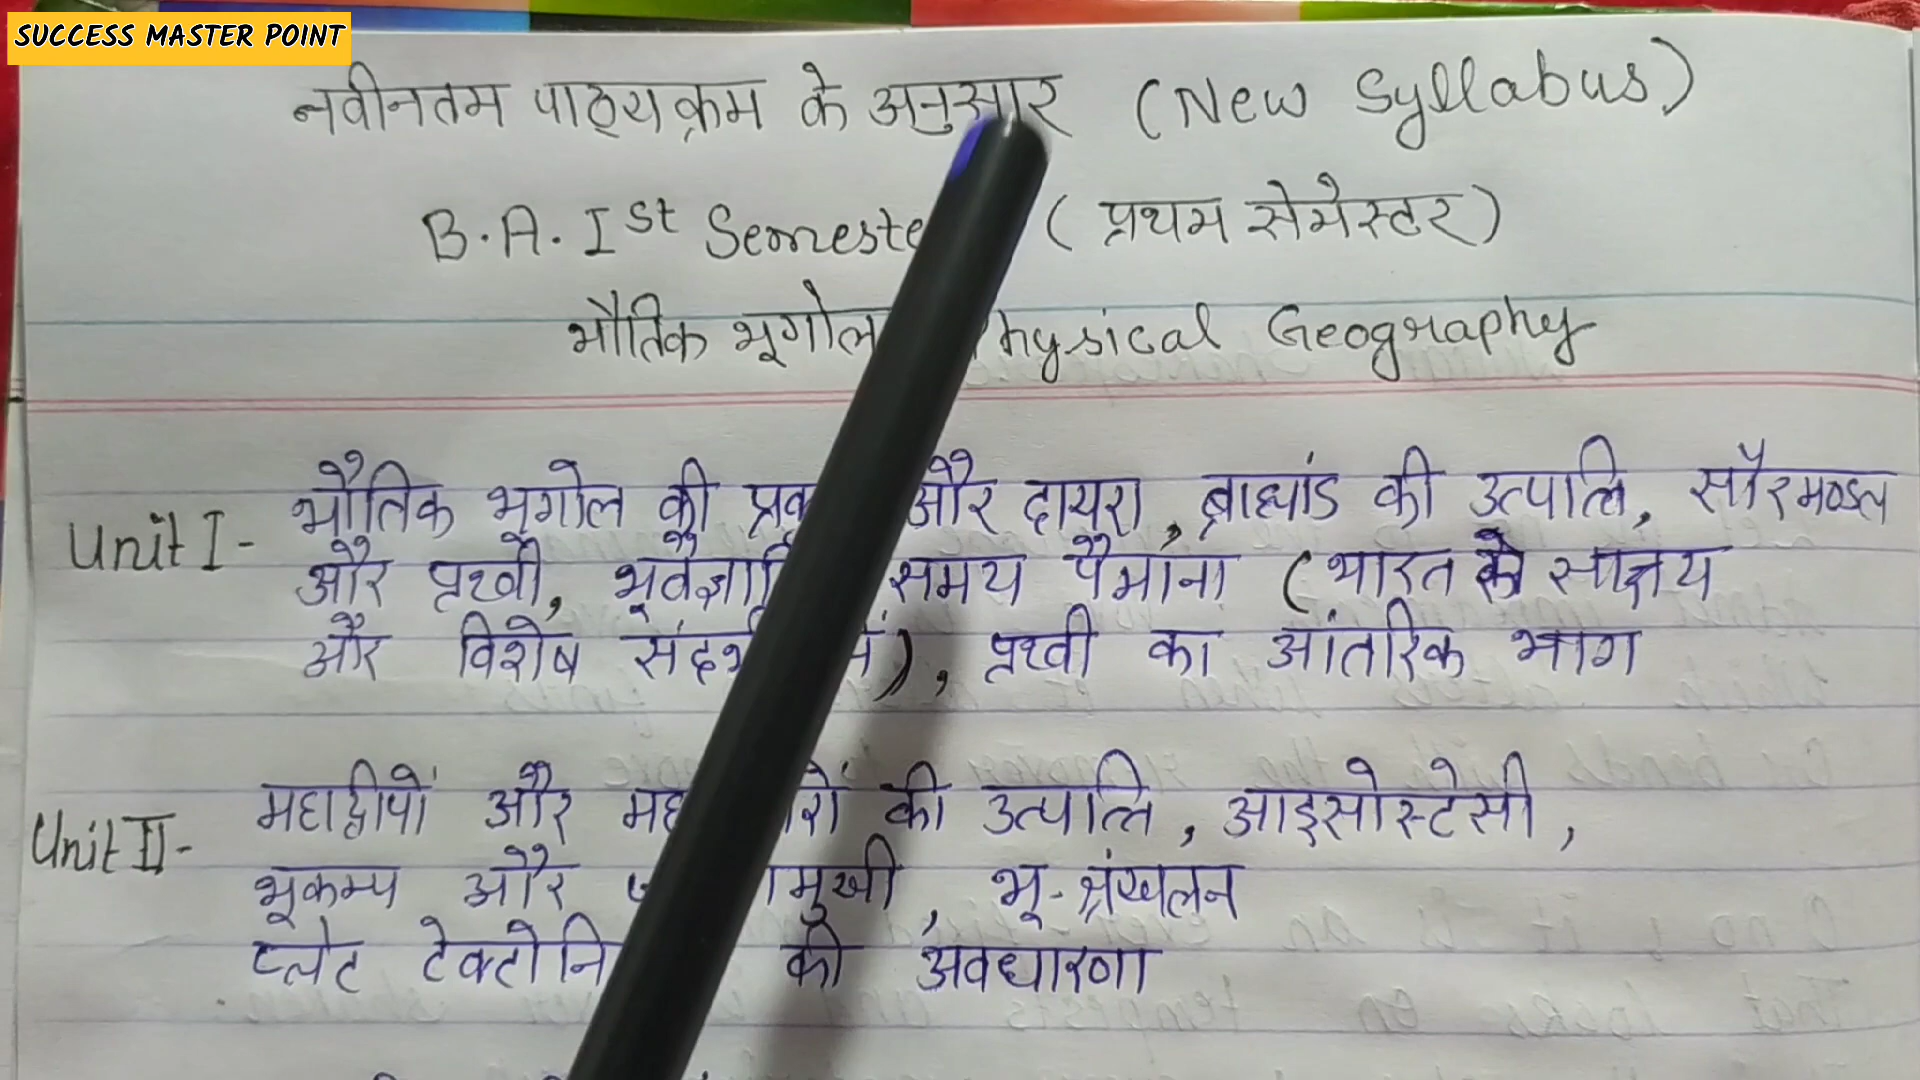 SUCCESS MASTER POINT
नवीनतम पाठ्यक्रम के अनुसार (New Syllabus)
B.A. Ist Semeste (प्रथम सेमेस्टर)
भौतिक भूगोल hysical Geography
Unit I- भौतिक भूगोल की प्रक और दायरा, ब्राह्मांड की उत्पत्ति, सौरमण्डल
और पृथ्वी, समय पैमाना (भारत के साक्ष्य
और विशेष संदर्भ में), पृथ्वी का आंतरिक भाग
Unit II- महाद्वीपों और की उत्पत्ति, आइसोस्टेसी,
भूकम्प और मुखी, भू-
प्लेट टेक्टोनि की अवधारणा